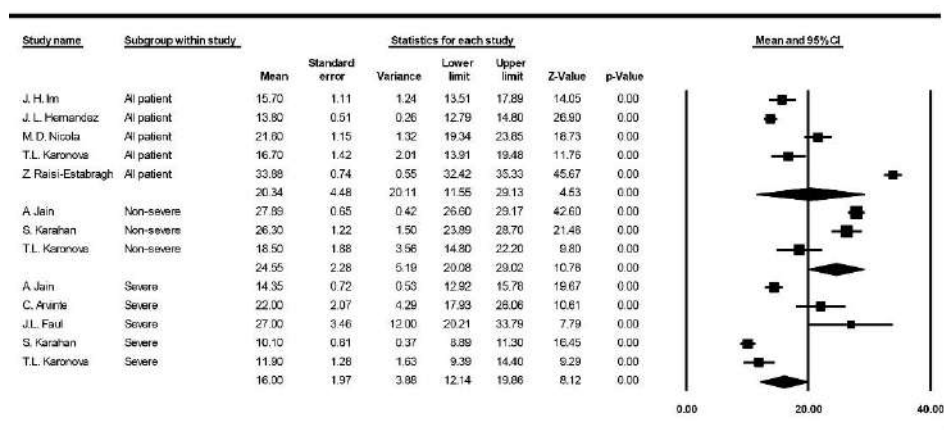 Study name Subgroup within study Statistics for each study Mean and 95%CI
Mean Standard error Variance Lower limit Upper limit Z-Value p-Value
J. H. Im All patient 15.70 1.11 1.24 13.51 17.89 14.05 0.00
J. L. Hernandez All patient 13.80 0.51 0.26 12.79 14.80 26.90 0.00
M. D. Nicola All patient 21.60 1.15 1.32 19.34 23.85 18.73 0.00
T.L. Karonova All patient 16.70 1.42 2.01 13.91 19.48 11.76 0.00
Z. Raisi-Estabragh All patient 33.88 0.74 0.55 32.42 35.33 45.67 0.00
20.34 4.48 20.11 11.55 29.13 4.53 0.00
A Jain Non-severe 27.89 0.65 0.42 26.60 29.17 42.60 0.00
S. Karahan Non-severe 26.30 1.22 1.50 23.89 28.70 21.46 0.00
T.L. Karonova Non-severe 18.50 1.88 3.56 14.80 22.20 9.80 0.00
24.55 2.28 5.19 20.08 29.02 10.76 0.00
A Jain Severe 14.35 0.72 0.53 12.92 15.78 19.67 0.00
C. Arvinte Severe 22.00 2.07 4.29 17.93 26.06 10.61 0.00
J.L. Faul Severe 27.00 3.46 12.00 20.21 33.79 7.79 0.00
S. Karahan Severe 10.10 0.61 0.37 8.89 11.30 16.45 0.00
T.L. Karonova Severe 11.90 1.28 1.63 9.39 14.40 9.29 0.00
16.00 1.97 3.88 12.14 19.86 8.12 0.00
0.00 20.00 40.00